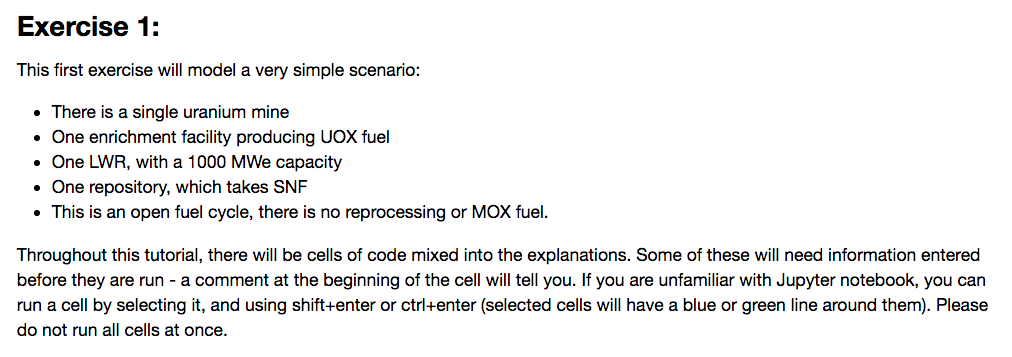 Exercise 1:
This first exercise will model a very simple scenario:
• There is a single uranium mine
• One enrichment facility producing UOX fuel
• One LWR, with a 1000 MWe capacity
• One repository, which takes SNF
• This is an open fuel cycle, there is no reprocessing or MOX fuel.
Throughout this tutorial, there will be cells of code mixed into the explanations. Some of these will need information entered
before they are run - a comment at the beginning of the cell will tell you. If you are unfamiliar with Jupyter notebook, you can
run a cell by selecting it, and using shift+enter or ctrl+enter (selected cells will have a blue or green line around them). Please
do not run all cells at once.